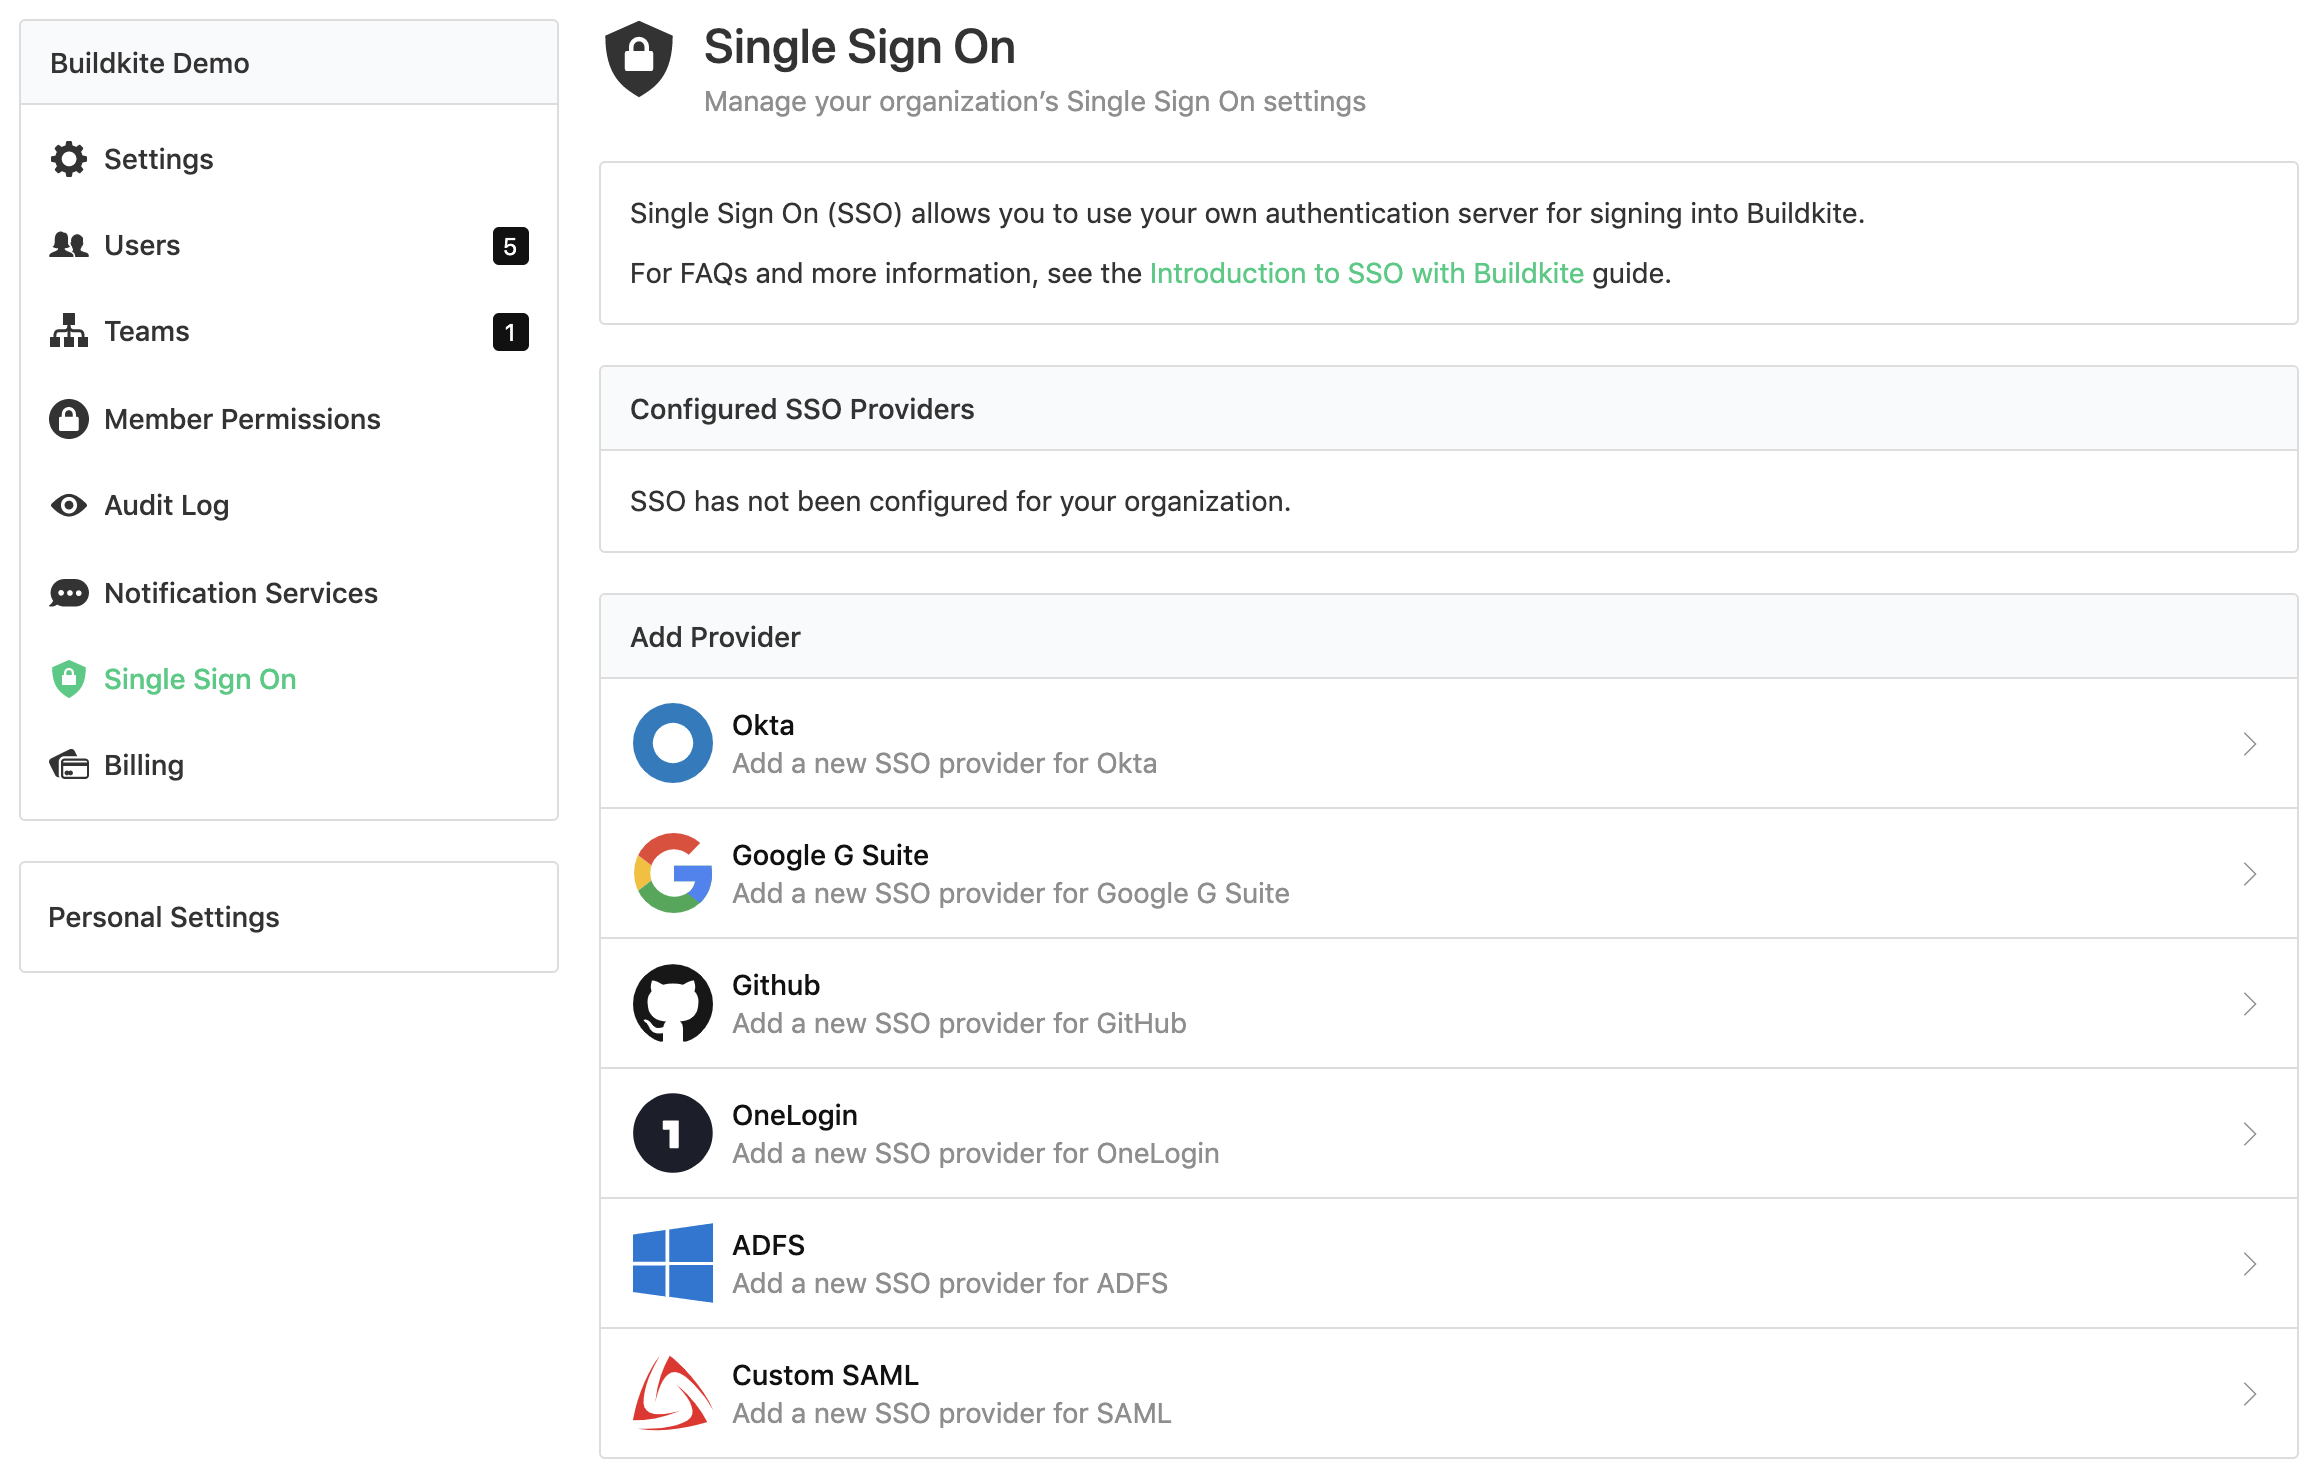 Buildkite Demo
Settings
Users 5
Teams 1
Member Permissions
Audit Log
Notification Services
Single Sign On
Billing
Personal Settings
Single Sign On
Manage your organization’s Single Sign On settings
Single Sign On (SSO) allows you to use your own authentication server for signing into Buildkite.
For FAQs and more information, see the Introduction to SSO with Buildkite guide.
Configured SSO Providers
SSO has not been configured for your organization.
Add Provider
Okta
Add a new SSO provider for Okta
Google G Suite
Add a new SSO provider for Google G Suite
Github
Add a new SSO provider for GitHub
OneLogin
Add a new SSO provider for OneLogin
ADFS
Add a new SSO provider for ADFS
Custom SAML
Add a new SSO provider for SAML